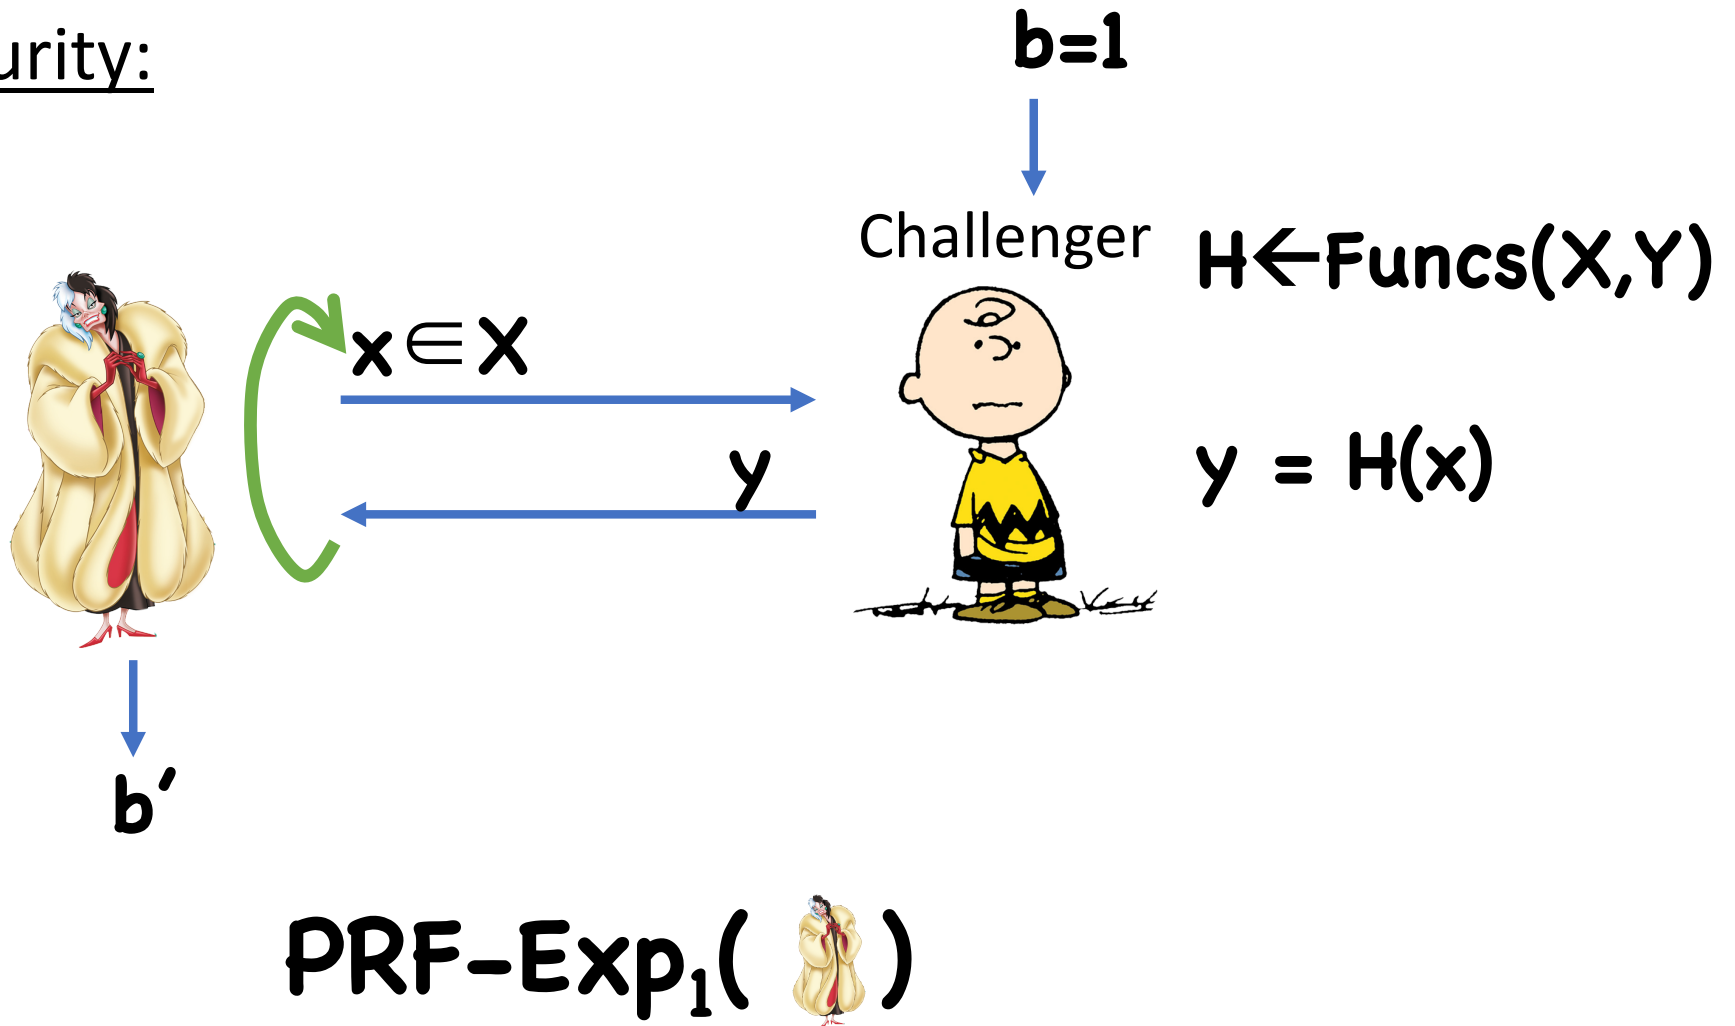 urity:
b=1
Challenger
H←Funcs(X,Y)
x∈X
y
y = H(x)
b′
PRF-Exp₁( )